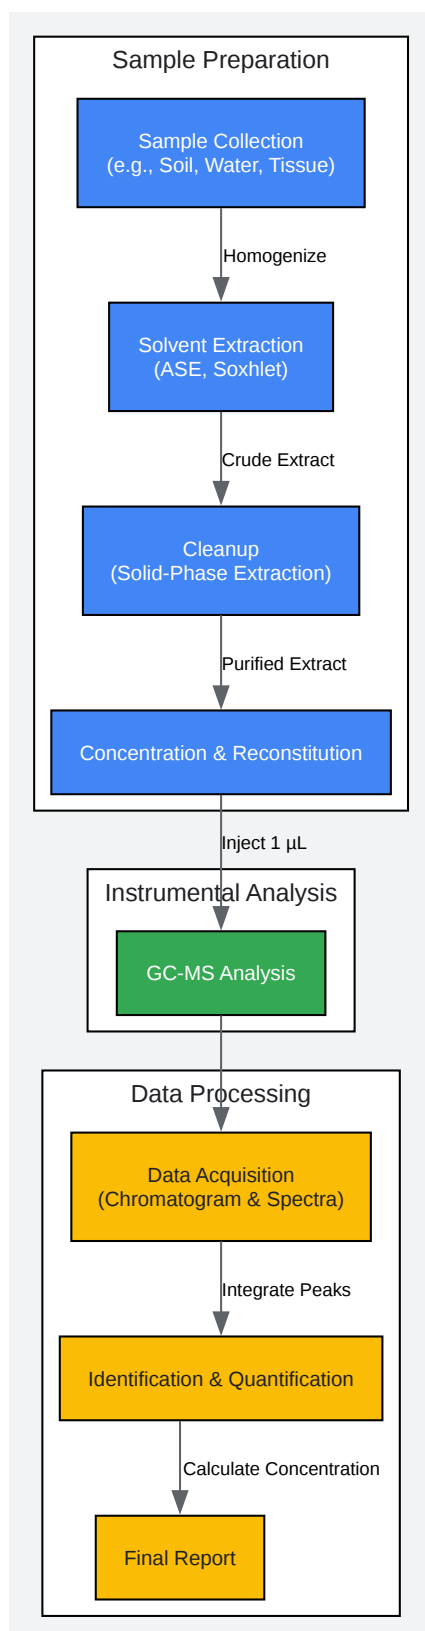 Sample Preparation
Sample Collection
(e.g., Soil, Water, Tissue)
Homogenize
Solvent Extraction
(ASE, Soxhlet)
Crude Extract
Cleanup
(Solid-Phase Extraction)
Purified Extract
Concentration & Reconstitution
Inject 1 µL
Instrumental Analysis
GC-MS Analysis
Data Processing
Data Acquisition
(Chromatogram & Spectra)
Integrate Peaks
Identification & Quantification
Calculate Concentration
Final Report